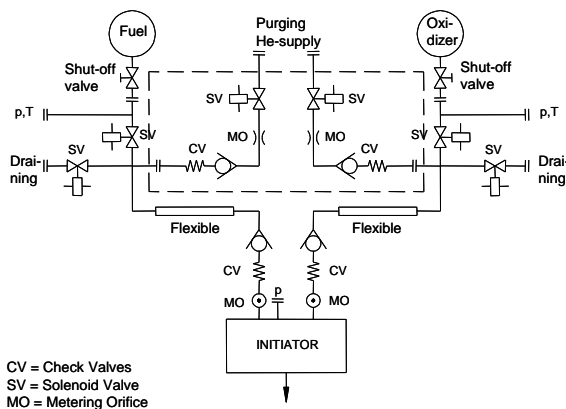 Fuel
Purging
He-supply
Oxi-
dizer
Shut-off
valve
Shut-off
valve
p,T
SV
SV
p,T
SV
MO
MO
SV
Drai-
ning
SV
CV
CV
SV
Drai-
ning
Flexible
Flexible
CV
CV
MO
p
MO
INITIATOR
CV = Check Valves
SV = Solenoid Valve
MO = Metering Orifice